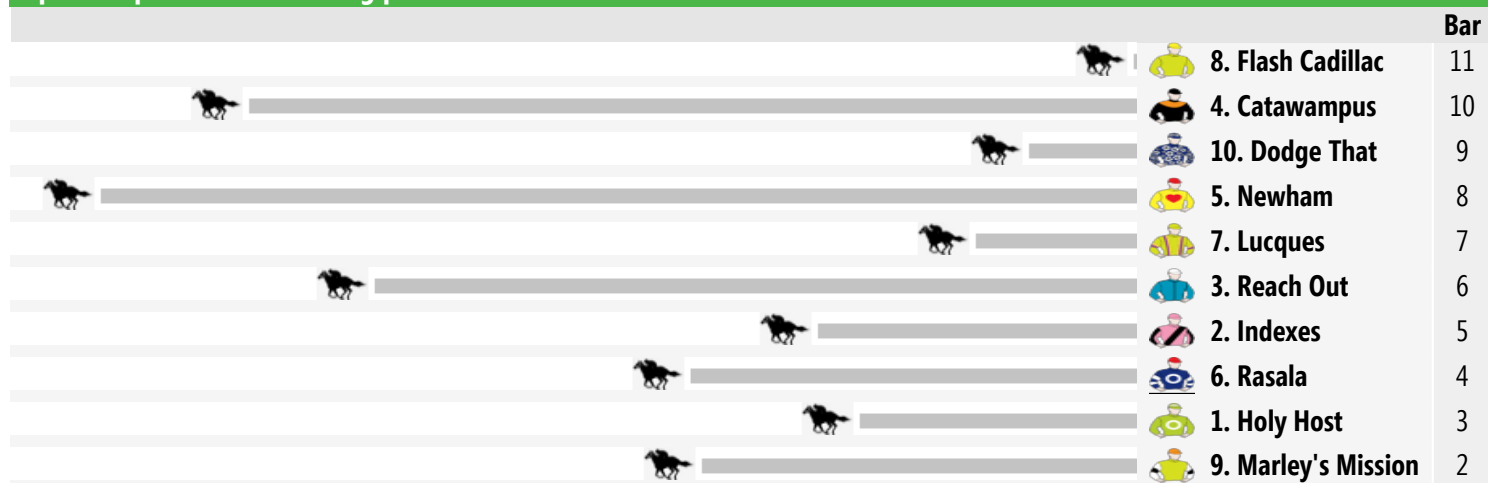 Bar
8. Flash Cadillac 11
4. Catawampus 10
10. Dodge That 9
5. Newham 8
7. Lucques 7
3. Reach Out 6
2. Indexes 5
6. Rasala 4
1. Holy Host 3
9. Marley's Mission 2